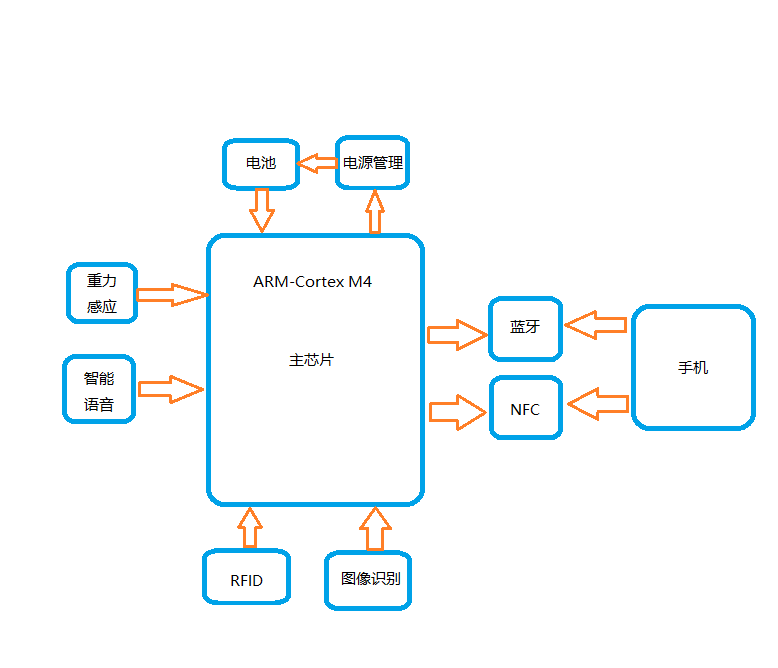 电池
电源管理
ARM-Cortex M4
主芯片
重力
感应
智能
语音
蓝牙
NFC
手机
RFID
图像识别